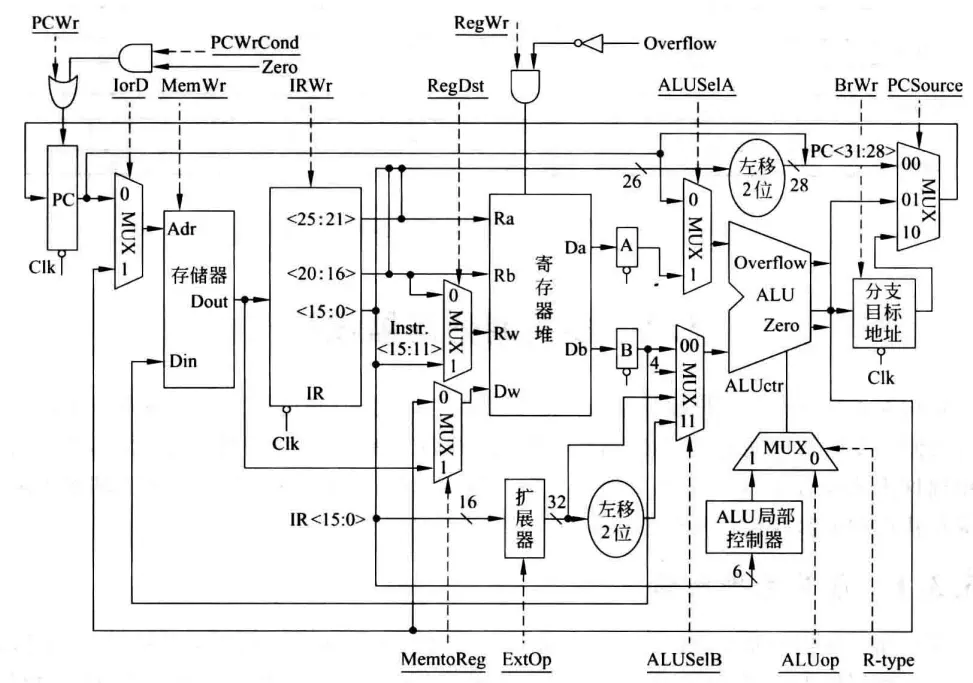 PCWr
PCWrCond
Zero
RegWr
Overflow
IorD
MemWr
IRWr
RegDst
ALUSelA
BrWr
PCSource
PC
Clk
0
MUX
1
Adr
存储器
Dout
Din
<25:21>
<20:16>
<15:0>
IR
Clk
Instr.
<15:11>
0
MUX
1
0
MUX
1
Ra
Rb
Rw
Dw
寄存器堆
Da
Db
A
B
4
26
左移
2位
28
PC<31:28>
0
MUX
1
00
MUX
11
Overflow
ALU
Zero
ALUctr
00
01
10
MUX
分支
目标
地址
Clk
MUX
1
0
ALU局部
控制器
6
IR<15:0>
16
扩展器
32
左移
2位
MemtoReg
ExtOp
ALUSelB
ALUop
R-type